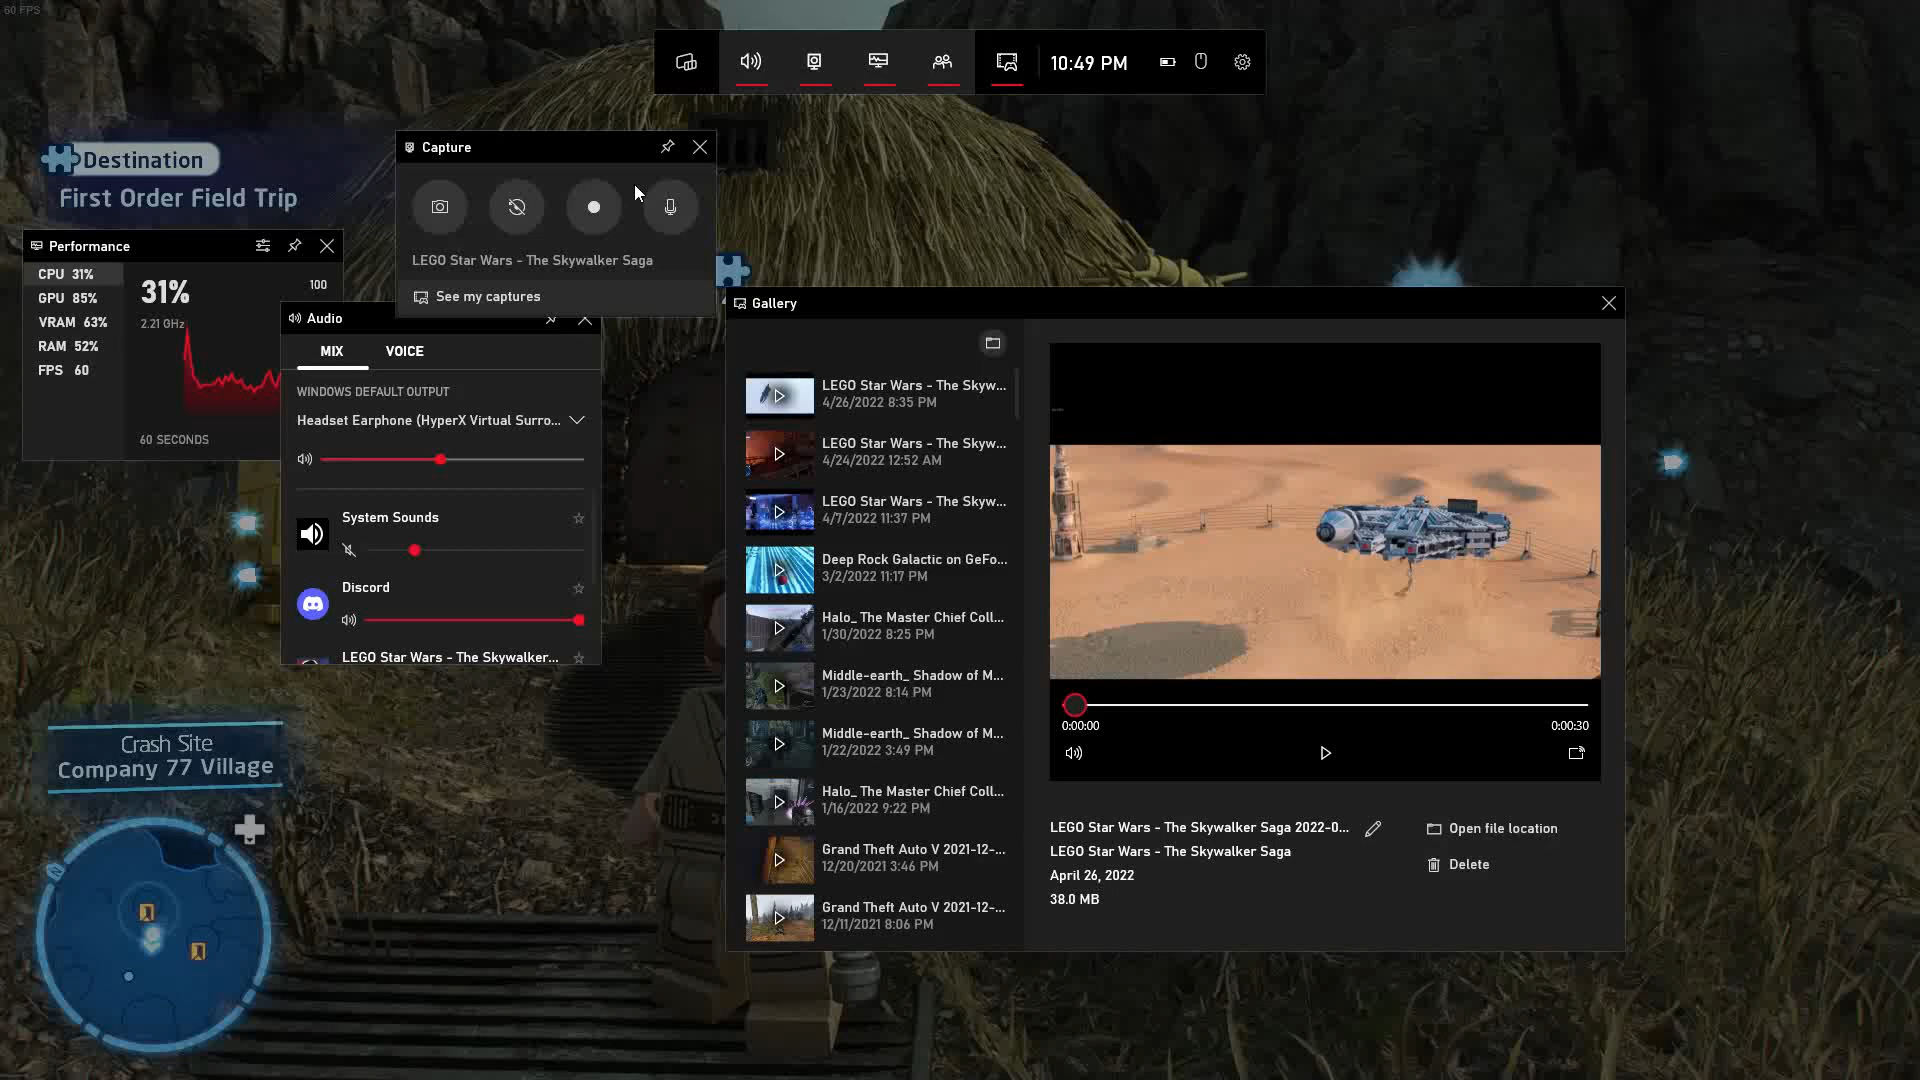 60 FPS
10:49 PM
Destination
First Order Field Trip
Capture
LEGO Star Wars - The Skywalker Saga
See my captures
Performance
CPU 31%
GPU 85%
VRAM 63%
RAM 52%
FPS 60
31%
100
2.21 GHz
60 SECONDS
Audio
MIX
VOICE
WINDOWS DEFAULT OUTPUT
Headset Earphone (HyperX Virtual Surro...
System Sounds
Discord
LEGO Star Wars - The Skywalker...
Gallery
LEGO Star Wars - The Skyw...
4/26/2022 8:35 PM
LEGO Star Wars - The Skyw...
4/24/2022 12:52 AM
LEGO Star Wars - The Skyw...
4/7/2022 11:37 PM
Deep Rock Galactic on GeFo...
3/2/2022 11:17 PM
Halo_ The Master Chief Coll...
1/30/2022 8:25 PM
Middle-earth_ Shadow of M...
1/23/2022 8:14 PM
Middle-earth_ Shadow of M...
1/22/2022 3:49 PM
Halo_ The Master Chief Coll...
1/16/2022 9:22 PM
Grand Theft Auto V 2021-12-...
12/20/2021 3:46 PM
Grand Theft Auto V 2021-12-...
12/11/2021 8:06 PM
0:00:00
0:00:30
LEGO Star Wars - The Skywalker Saga 2022-0...
LEGO Star Wars - The Skywalker Saga
April 26, 2022
38.0 MB
Open file location
Delete
Crash Site
Company 77 Village